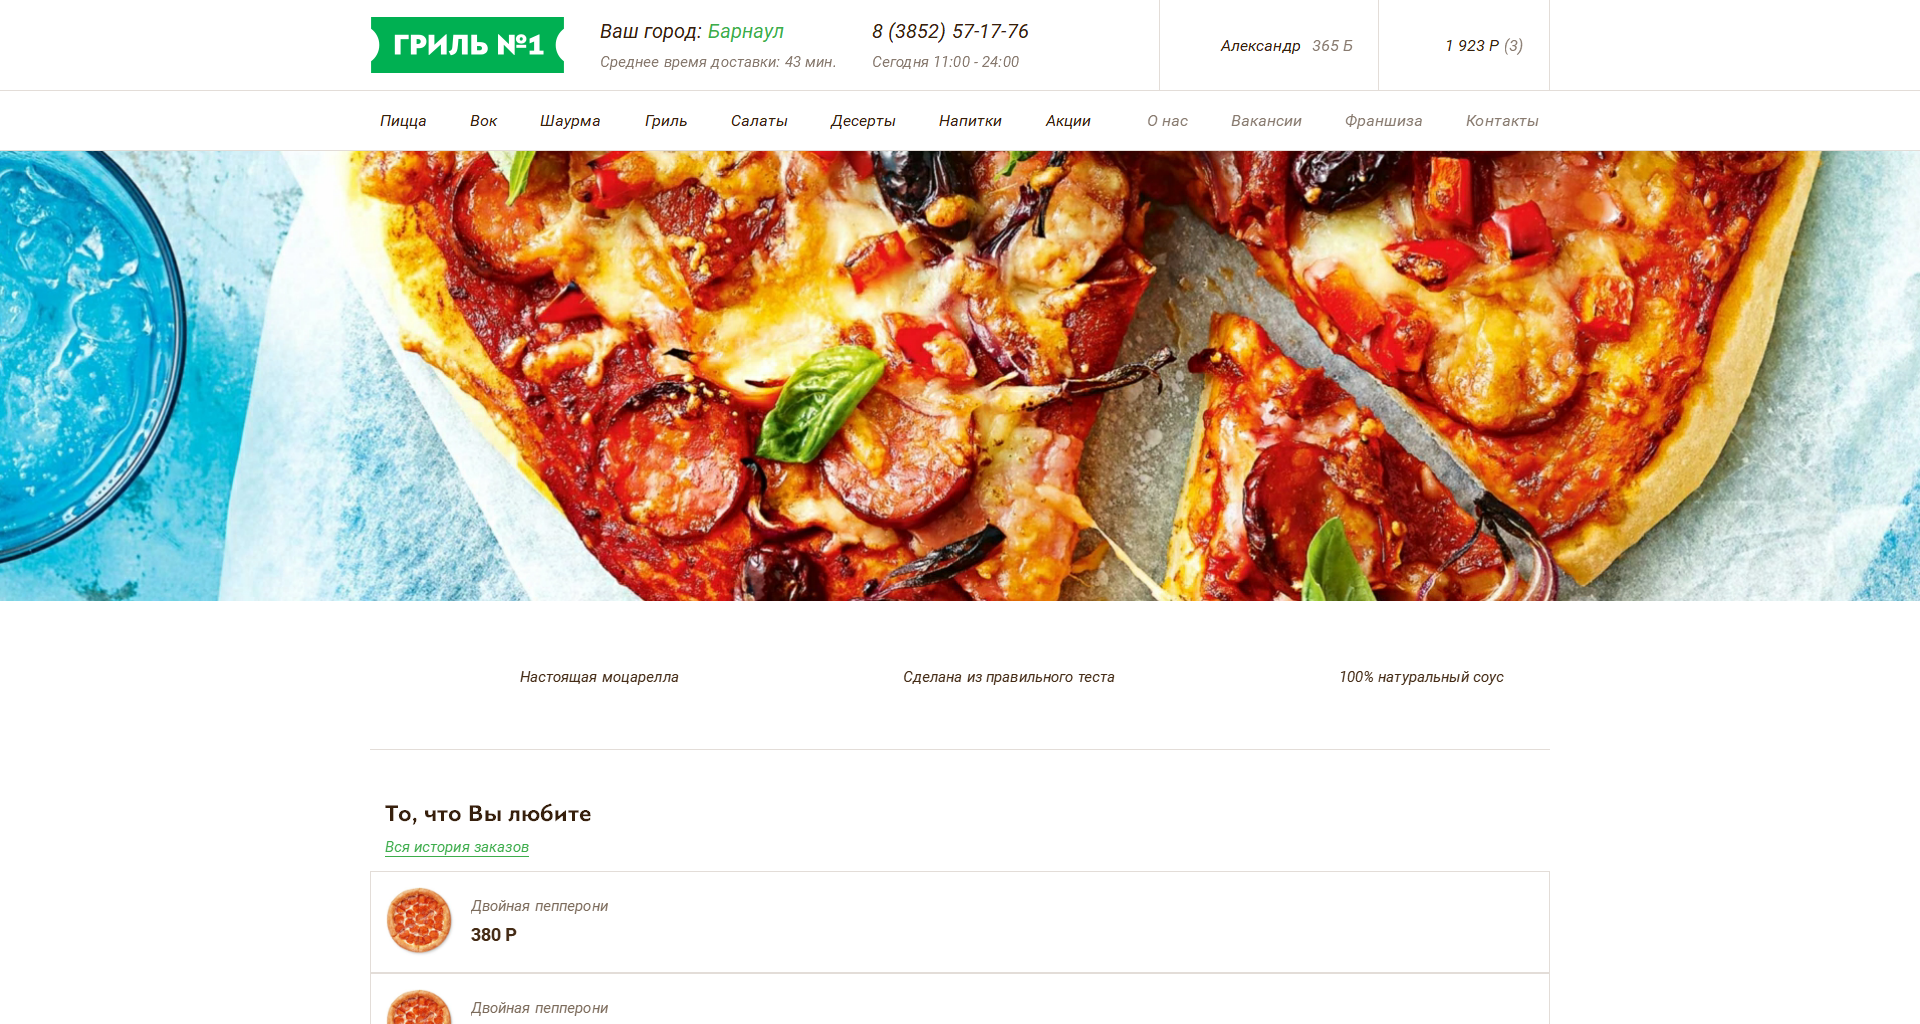 ГРИЛЬ №1
Ваш город: Барнаул
Среднее время доставки: 43 мин.
8 (3852) 57-17-76
Сегодня 11:00 - 24:00
Александр 365 Б
1 923 Р (3)
Пицца Вок Шаурма Гриль Салаты Десерты Напитки Акции О нас Вакансии Франшиза Контакты
Настоящая моцарелла
Сделана из правильного теста
100% натуральный соус
То, что Вы любите
Вся история заказов
Двойная пепперони
380 Р
Двойная пепперони